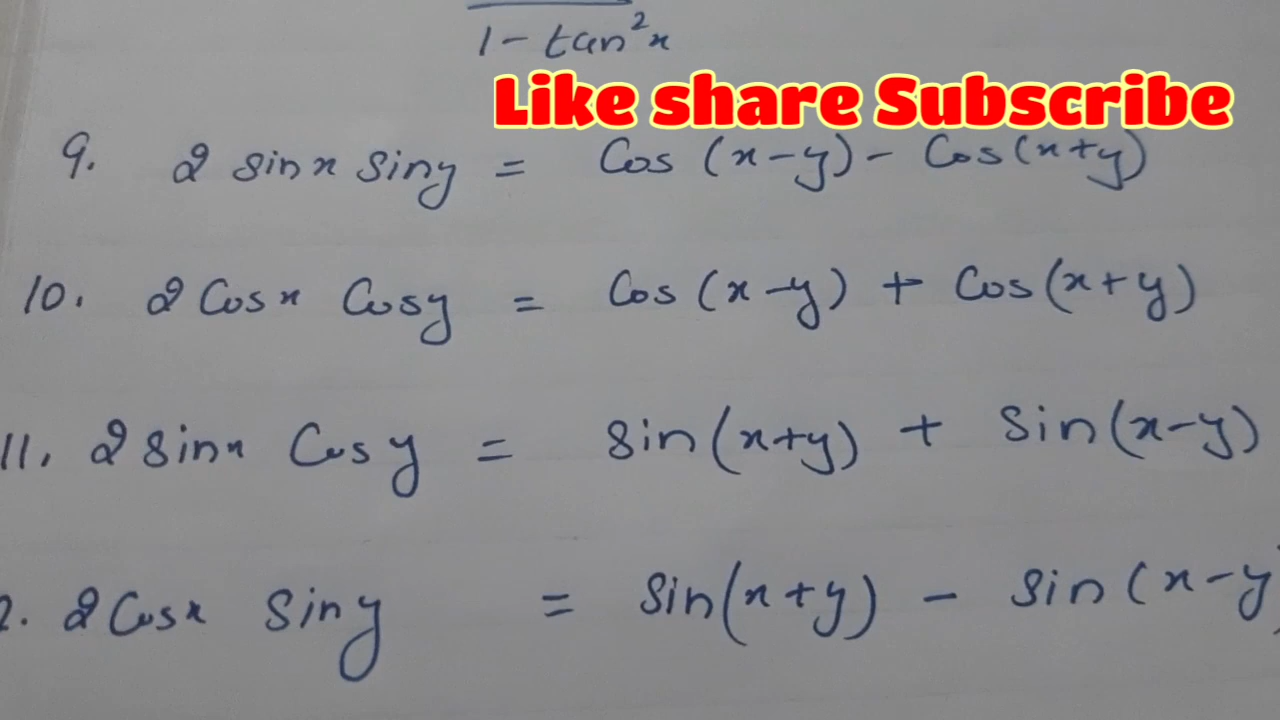 1 - tan²x
Like share Subscribe
9. 2 sin x sin y = Cos (x-y) - Cos(x+y)
10. 2 Cos x Cos y = Cos (x-y) + Cos(x+y)
11. 2 sin x Cos y = sin(x+y) + sin(x-y)
2. 2 Cos x Sin y = sin(x+y) - sin(x-y)